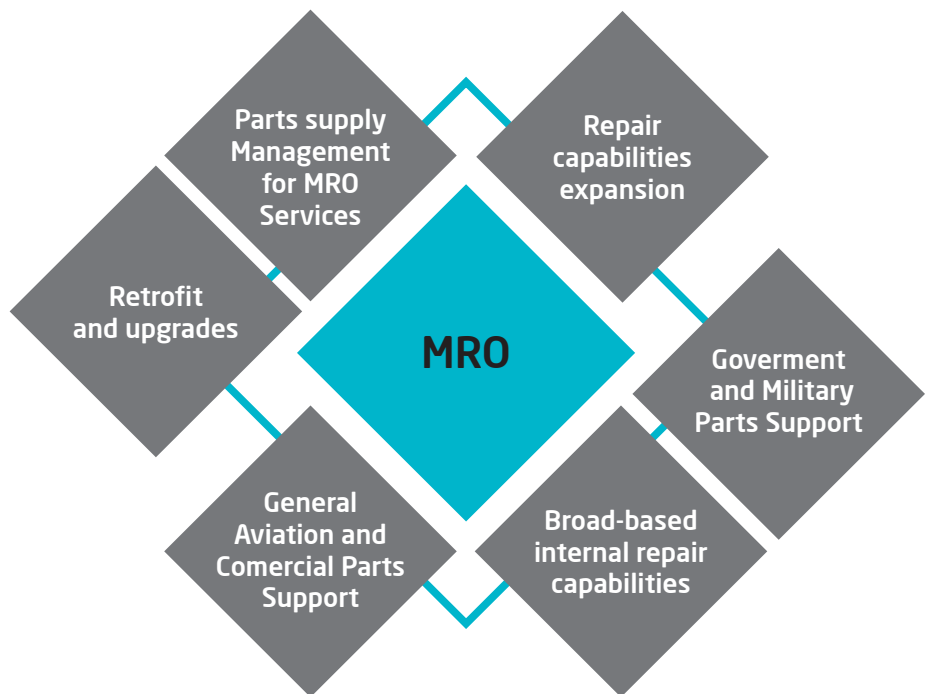 Parts supply
Management
for MRO
Services
Repair
capabilities
expansion
Retrofit
and upgrades
MRO
Goverment
and Military
Parts Support
General
Aviation and
Comercial Parts
Support
Broad-based
internal repair
capabilities